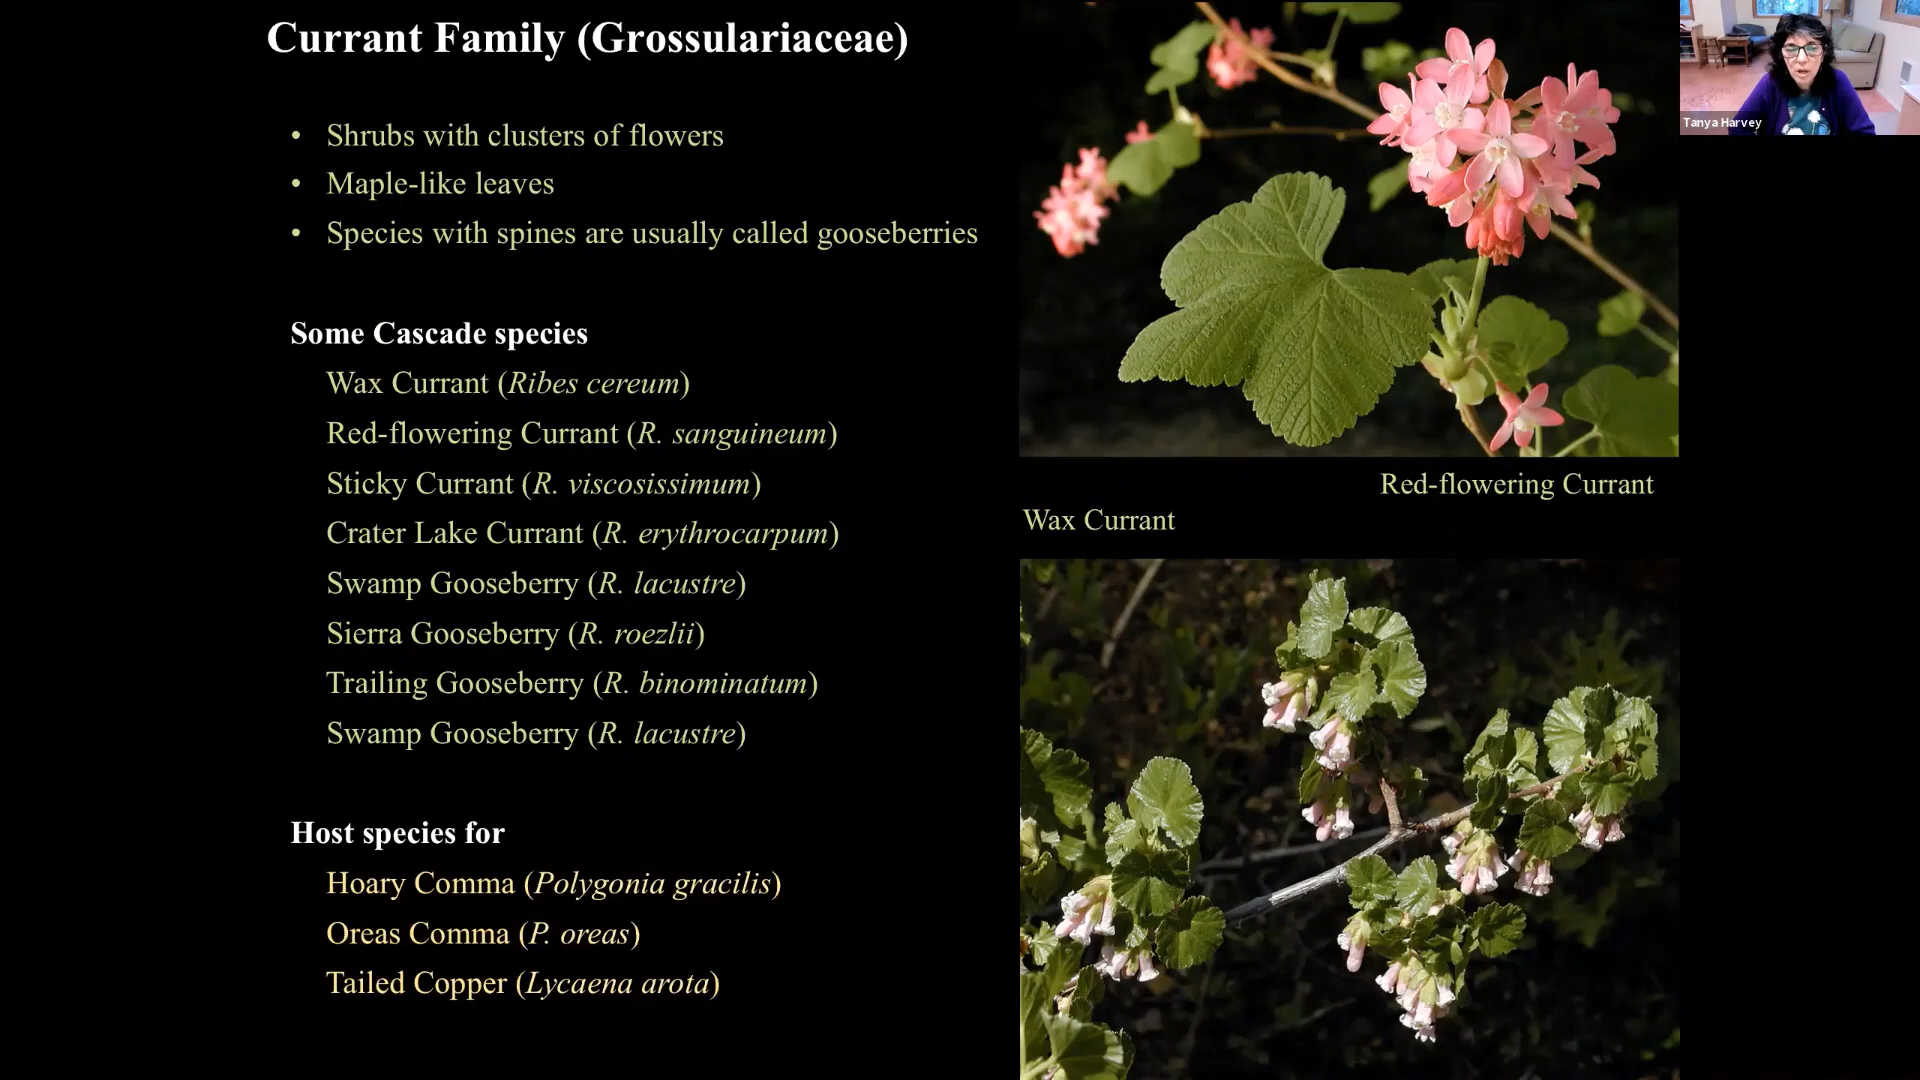 Currant Family (Grossulariaceae)
• Shrubs with clusters of flowers
• Maple-like leaves
• Species with spines are usually called gooseberries
Some Cascade species
Wax Currant (Ribes cereum)
Red-flowering Currant (R. sanguineum)
Sticky Currant (R. viscosissimum)
Crater Lake Currant (R. erythrocarpum)
Swamp Gooseberry (R. lacustre)
Sierra Gooseberry (R. roezlii)
Trailing Gooseberry (R. binominatum)
Swamp Gooseberry (R. lacustre)
Host species for
Hoary Comma (Polygonia gracilis)
Oreas Comma (P. oreas)
Tailed Copper (Lycaena arota)
Red-flowering Currant
Wax Currant
Tanya Harvey